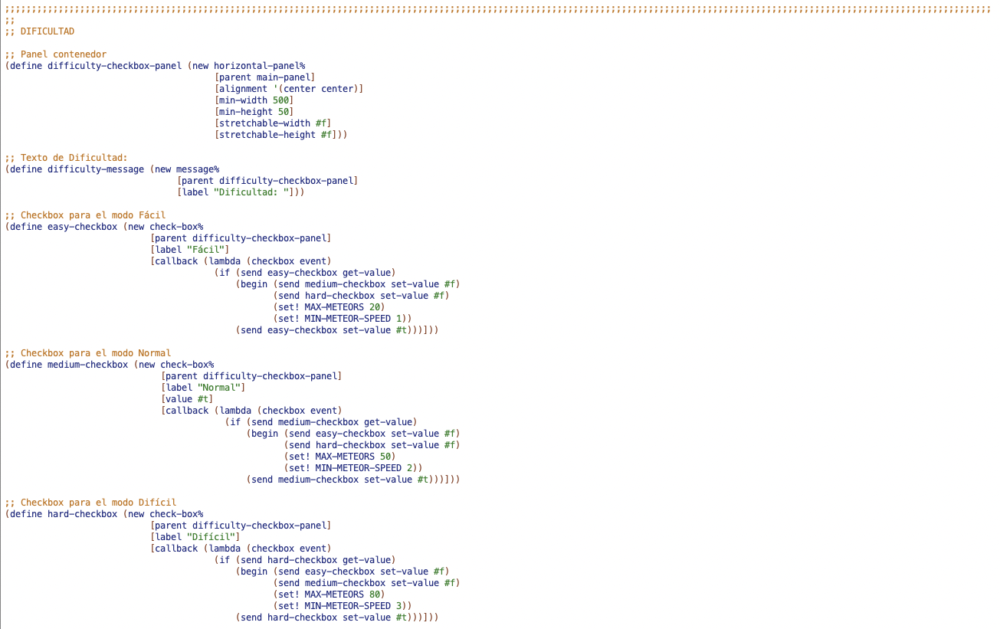 ;;;;;;;;;;;;;;;;;;;;;;;;;;;;;;;;;;;;;;;;;;;;;;;;;;;;;;;;;;;;;;;;;;;;;;;;;;;;;;;;;;;;;;;;;;;;;;;;;;;;;;;;;;;;;;;;;;;;;;;;;;;;;;;;;;;;;;;;;;;;;;;;;;;;;;;;;;;;;;;;;;;;;;;;;;;;;;;;;;;;;;;;
;;
;; DIFICULTAD

;; Panel contenedor
(define difficulty-checkbox-panel (new horizontal-panel%
                                       [parent main-panel]
                                       [alignment '(center center)]
                                       [min-width 500]
                                       [min-height 50]
                                       [stretchable-width #f]
                                       [stretchable-height #f]))

;; Texto de Dificultad:
(define difficulty-message (new message%
                                [parent difficulty-checkbox-panel]
                                [label "Dificultad: "]))

;; Checkbox para el modo Fácil
(define easy-checkbox (new check-box%
                           [parent difficulty-checkbox-panel]
                           [label "Fácil"]
                           [callback (lambda (checkbox event)
                                       (if (send easy-checkbox get-value)
                                           (begin (send medium-checkbox set-value #f)
                                                  (send hard-checkbox set-value #f)
                                                  (set! MAX-METEORS 20)
                                                  (set! MIN-METEOR-SPEED 1))
                                           (send easy-checkbox set-value #t)))]))

;; Checkbox para el modo Normal
(define medium-checkbox (new check-box%
                             [parent difficulty-checkbox-panel]
                             [label "Normal"]
                             [value #t]
                             [callback (lambda (checkbox event)
                                         (if (send medium-checkbox get-value)
                                             (begin (send easy-checkbox set-value #f)
                                                    (send hard-checkbox set-value #f)
                                                    (set! MAX-METEORS 50)
                                                    (set! MIN-METEOR-SPEED 2))
                                             (send medium-checkbox set-value #t)))]))

;; Checkbox para el modo Difícil
(define hard-checkbox (new check-box%
                           [parent difficulty-checkbox-panel]
                           [label "Difícil"]
                           [callback (lambda (checkbox event)
                                       (if (send hard-checkbox get-value)
                                           (begin (send easy-checkbox set-value #f)
                                                  (send medium-checkbox set-value #f)
                                                  (set! MAX-METEORS 80)
                                                  (set! MIN-METEOR-SPEED 3))
                                           (send hard-checkbox set-value #t)))]))